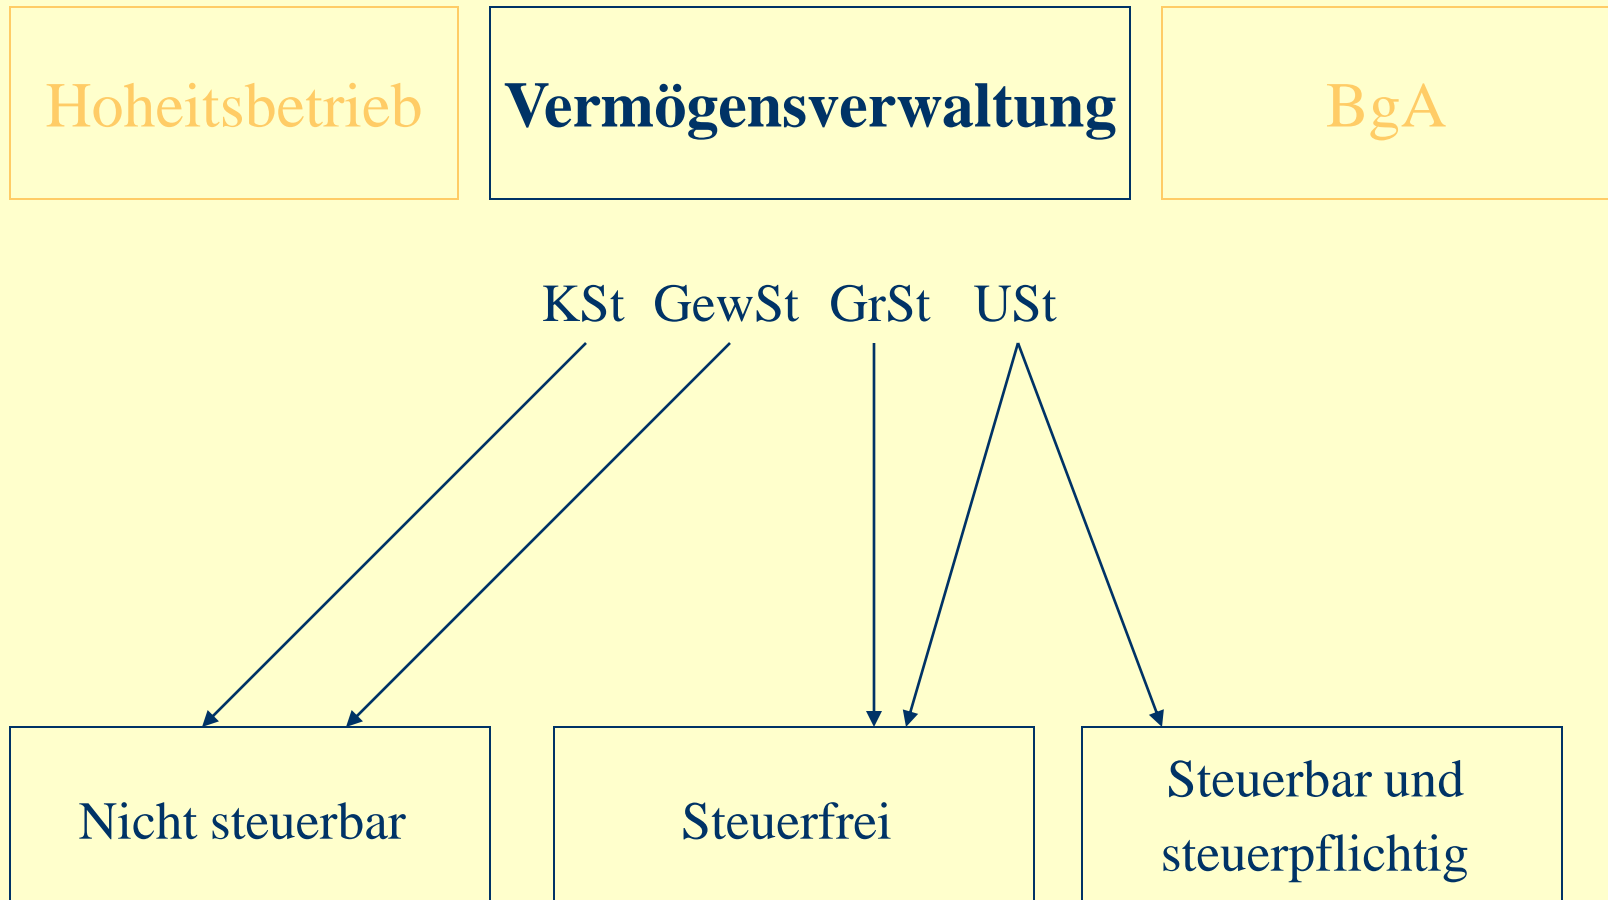 Hoheitsbetrieb
Vermögensverwaltung
BgA
KSt GewSt GrSt USt
Nicht steuerbar
Steuerfrei
Steuerbar und
steuerpflichtig